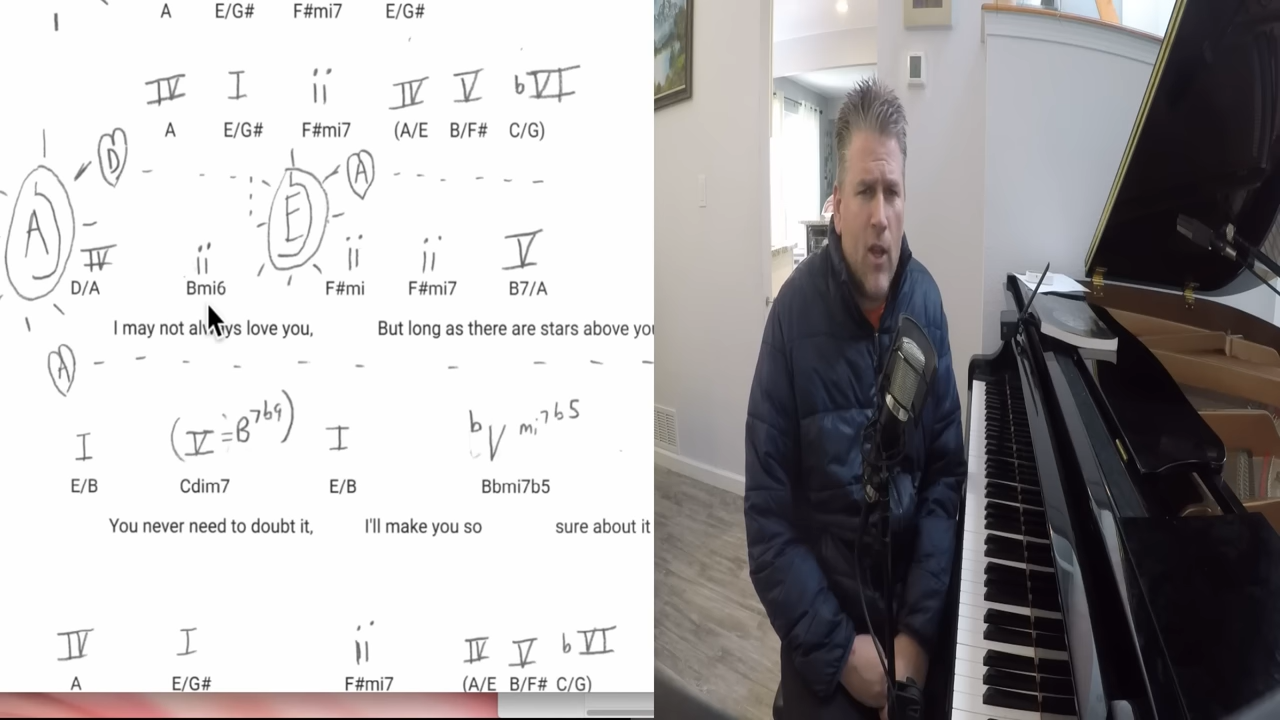 A E/G# F#mi7 E/G#
IV I ii IV V bVI
A E/G# F#mi7 (A/E B/F# C/G)
D A
A E
IV ii ii ii V
D/A Bmi6 F#mi F#mi7 B7/A
I may not always love you, But long as there are stars above you
A
I (V=B7b9) I bV mi7b5
E/B Cdim7 E/B Bbmi7b5
You never need to doubt it, I'll make you so sure about it
IV I ii IV V bVI
A E/G# F#mi7 (A/E B/F# C/G)